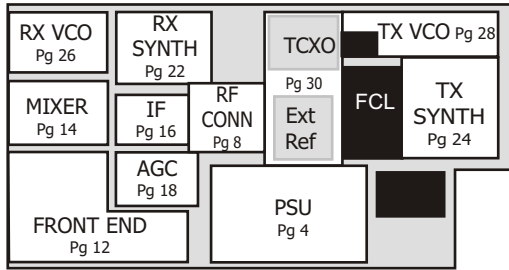 RX VCO
Pg 26
RX
SYNTH
Pg 22
TCXO
TX VCO Pg 28
MIXER
Pg 14
IF
Pg 16
RF
CONN
Pg 8
Pg 30
Ext
Ref
FCL
TX
SYNTH
Pg 24
AGC
Pg 18
FRONT END
Pg 12
PSU
Pg 4